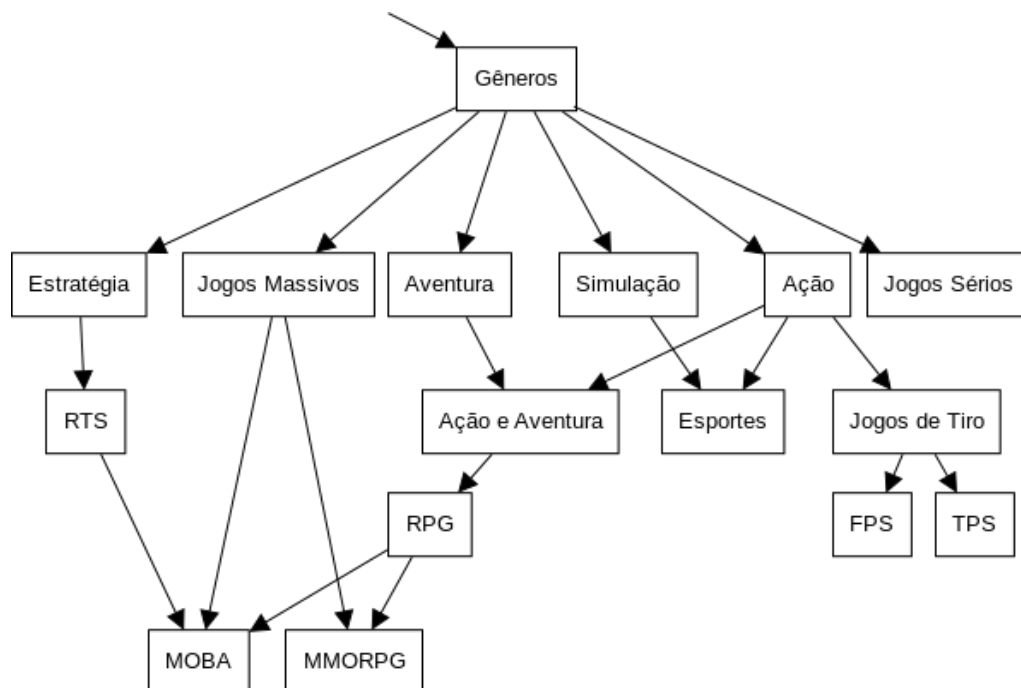 Gêneros
Estratégia
Jogos Massivos
Aventura
Simulação
Ação
Jogos Sérios
RTS
Ação e Aventura
Esportes
Jogos de Tiro
RPG
FPS
TPS
MOBA
MMORPG